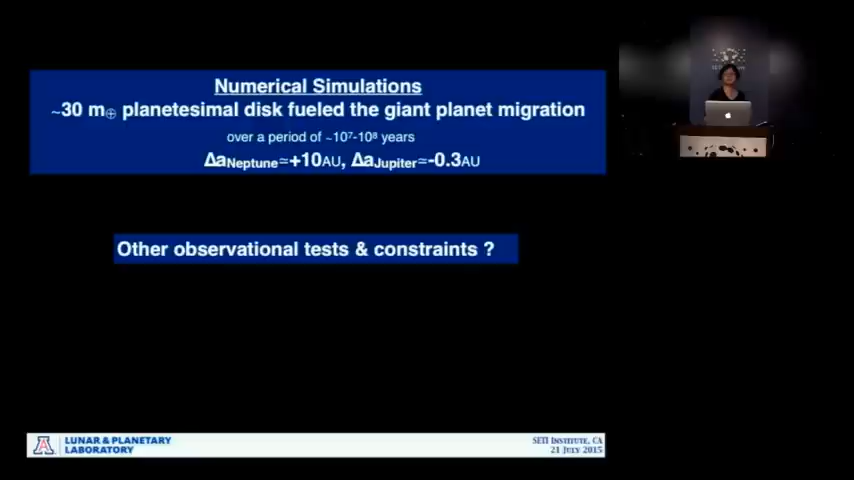 Numerical Simulations
~30 m⊕ planetesimal disk fueled the giant planet migration
over a period of ~10⁷-10⁸ years
ΔaNeptune≃+10AU, ΔaJupiter≃-0.3AU
Other observational tests & constraints ?
LUNAR & PLANETARY
LABORATORY
SETI INSTITUTE, CA
21 JULY 2015